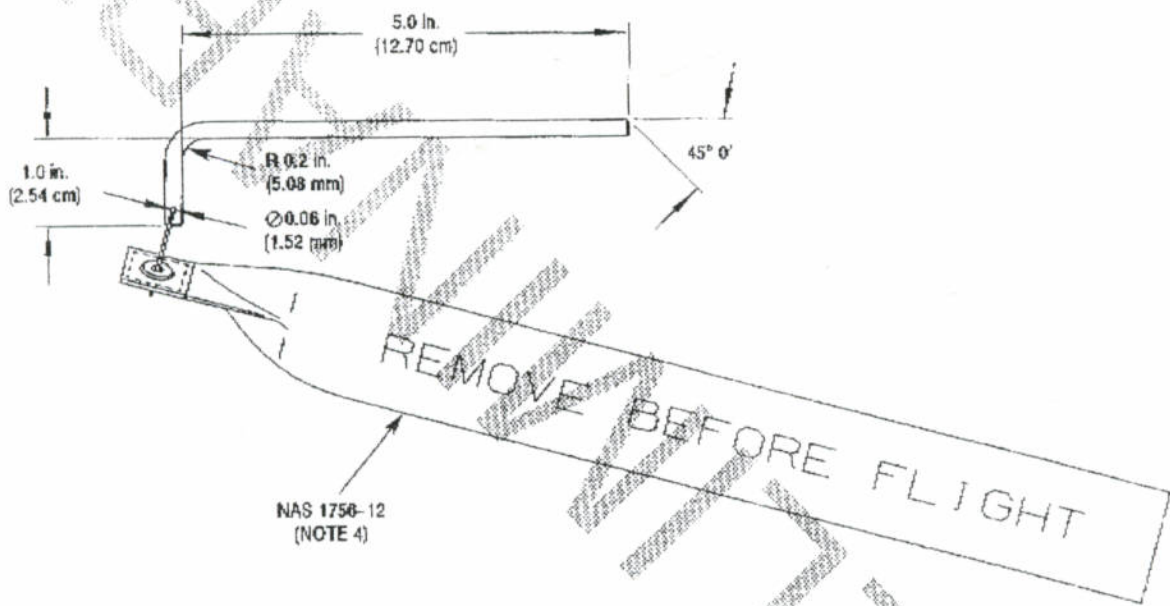 5.0 in.
(12.70 cm)
45° 0'
1.0 in.
(2.54 cm)
R 0.2 in.
(5.08 mm)
∅ 0.06 in.
(1.52 mm)
REMOVE BEFORE FLIGHT
NAS 1756-12
(NOTE 4)